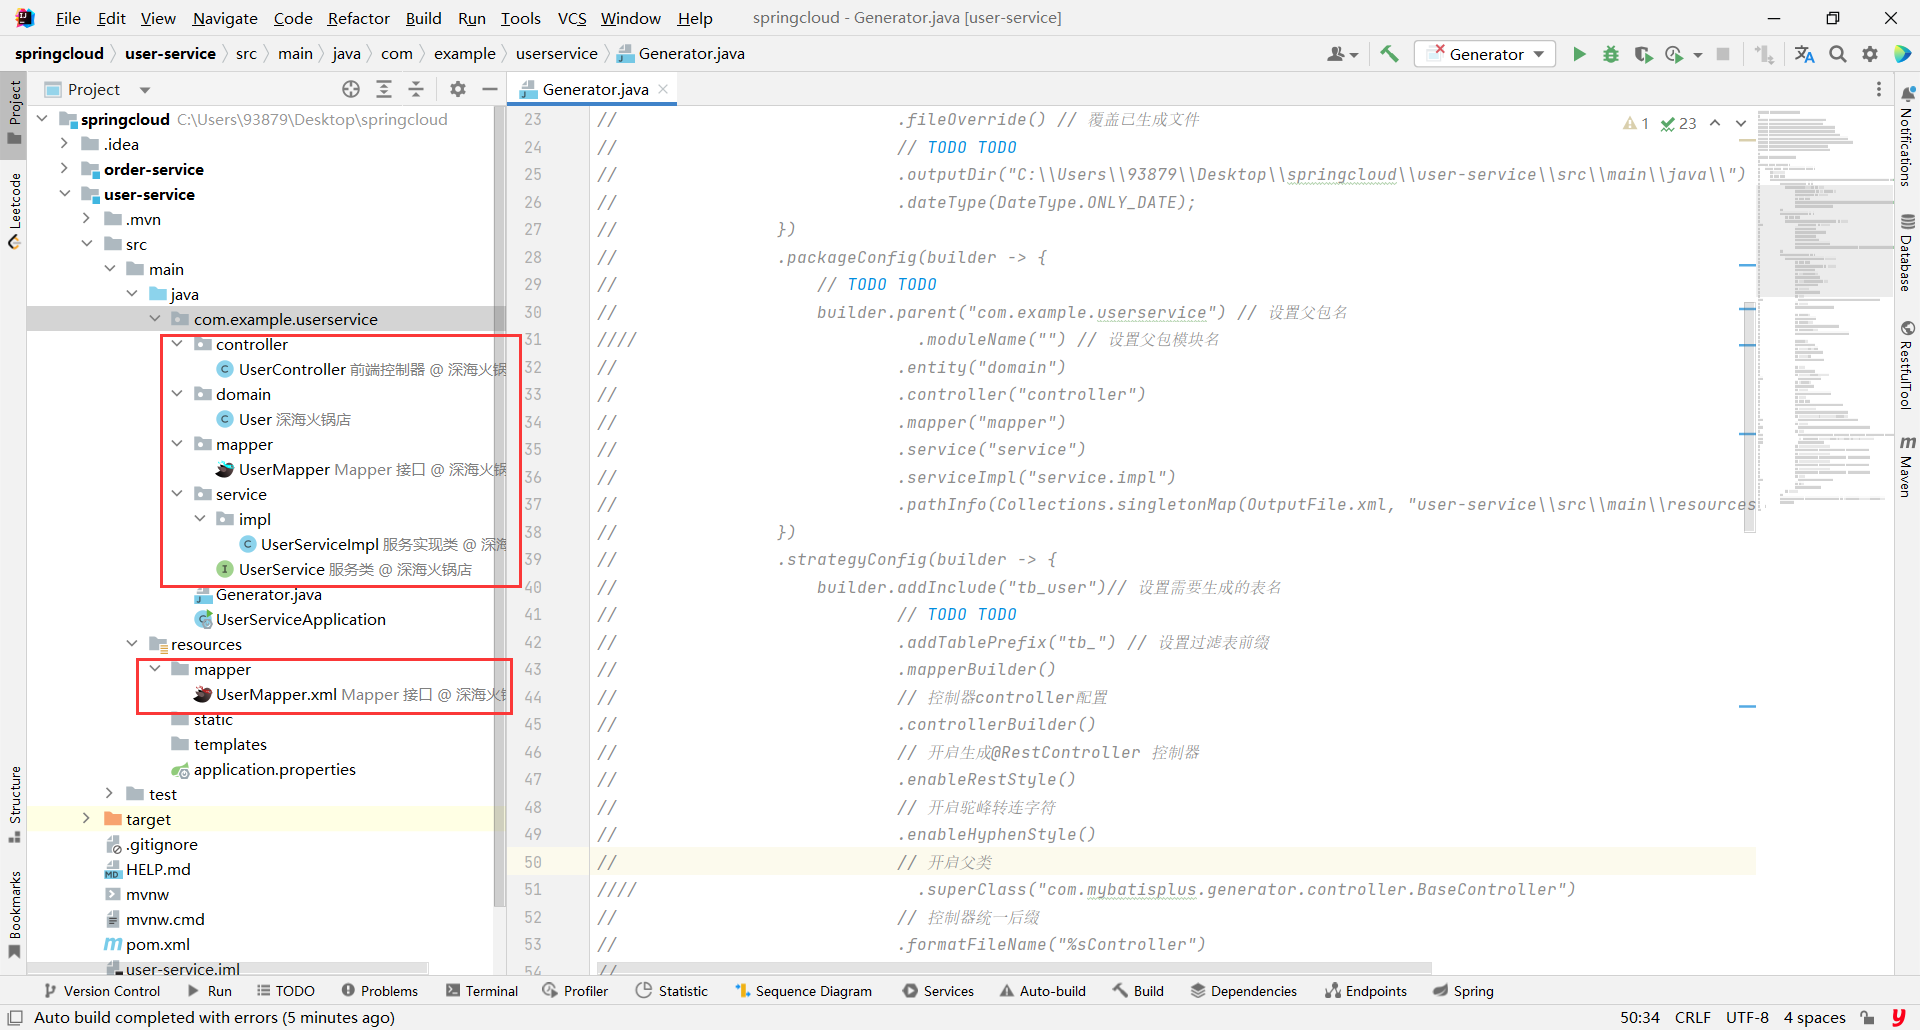 File Edit View Navigate Code Refactor Build Run Tools VCS Window Help springcloud - Generator.java [user-service]
springcloud user-service src main java com example userservice Generator.java Generator
Project
Generator.java
springcloud C:\Users\93879\Desktop\springcloud
.idea
order-service
user-service
.mvn
src
main
java
com.example.userservice
controller
UserController 前端控制器 @ 深海火锅
domain
User 深海火锅店
mapper
UserMapper Mapper 接口 @ 深海火锅
service
impl
UserServiceImpl 服务实现类 @ 深海
UserService 服务类 @ 深海火锅店
Generator.java
UserServiceApplication
resources
mapper
UserMapper.xml Mapper 接口 @ 深海火锅
static
templates
application.properties
test
target
.gitignore
HELP.md
mvnw
mvnw.cmd
pom.xml
user-service.iml
Project
Leetcode
Structure
Bookmarks
1 23
23 // .fileOverride() // 覆盖已生成文件
24 // // TODO TODO
25 // .outputDir("C:\\Users\\93879\\Desktop\\springcloud\\user-service\\src\\main\\java\\")
26 // .dateType(DateType.ONLY_DATE);
27 // })
28 // .packageConfig(builder -> {
29 // // TODO TODO
30 // builder.parent("com.example.userservice") // 设置父包名
31 //// .moduleName("") // 设置父包模块名
32 // .entity("domain")
33 // .controller("controller")
34 // .mapper("mapper")
35 // .service("service")
36 // .serviceImpl("service.impl")
37 // .pathInfo(Collections.singletonMap(OutputFile.xml, "user-service\\src\\main\\resources
38 // })
39 // .strategyConfig(builder -> {
40 // builder.addInclude("tb_user")// 设置需要生成的表名
41 // // TODO TODO
42 // .addTablePrefix("tb_") // 设置过滤表前缀
43 // .mapperBuilder()
44 // // 控制器controller配置
45 // .controllerBuilder()
46 // // 开启生成@RestController 控制器
47 // .enableRestStyle()
48 // // 开启驼峰转连字符
49 // .enableHyphenStyle()
50 // // 开启父类
51 //// .superClass("com.mybatisplus.generator.controller.BaseController")
52 // // 控制器统一后缀
53 // .formatFileName("%sController")
54 //
Notifications
Database
RestfulTool
Maven
Version Control Run TODO Problems Terminal Profiler Statistic Sequence Diagram Services Auto-build Build Dependencies Endpoints Spring
Auto build completed with errors (5 minutes ago) 50:34 CRLF UTF-8 4 spaces